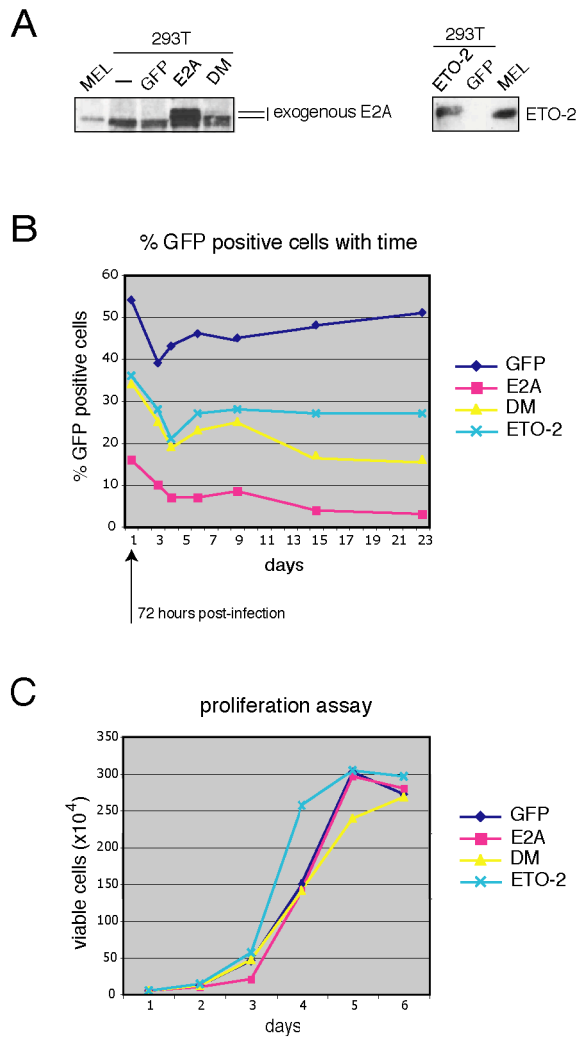 A
293T
MEL
—
GFP
E2A
DM
exogenous E2A
293T
ETO-2
GFP
MEL
ETO-2
B
% GFP positive cells with time
% GFP positive cells
60
50
40
30
20
10
0
1 3 4 6 7 9 11 13 15 17 19 21 23
days
72 hours post-infection
GFP
E2A
DM
ETO-2
C
proliferation assay
viable cells (x10⁴)
350
300
250
200
150
100
50
0
1 2 3 4 5 6
days
GFP
E2A
DM
ETO-2